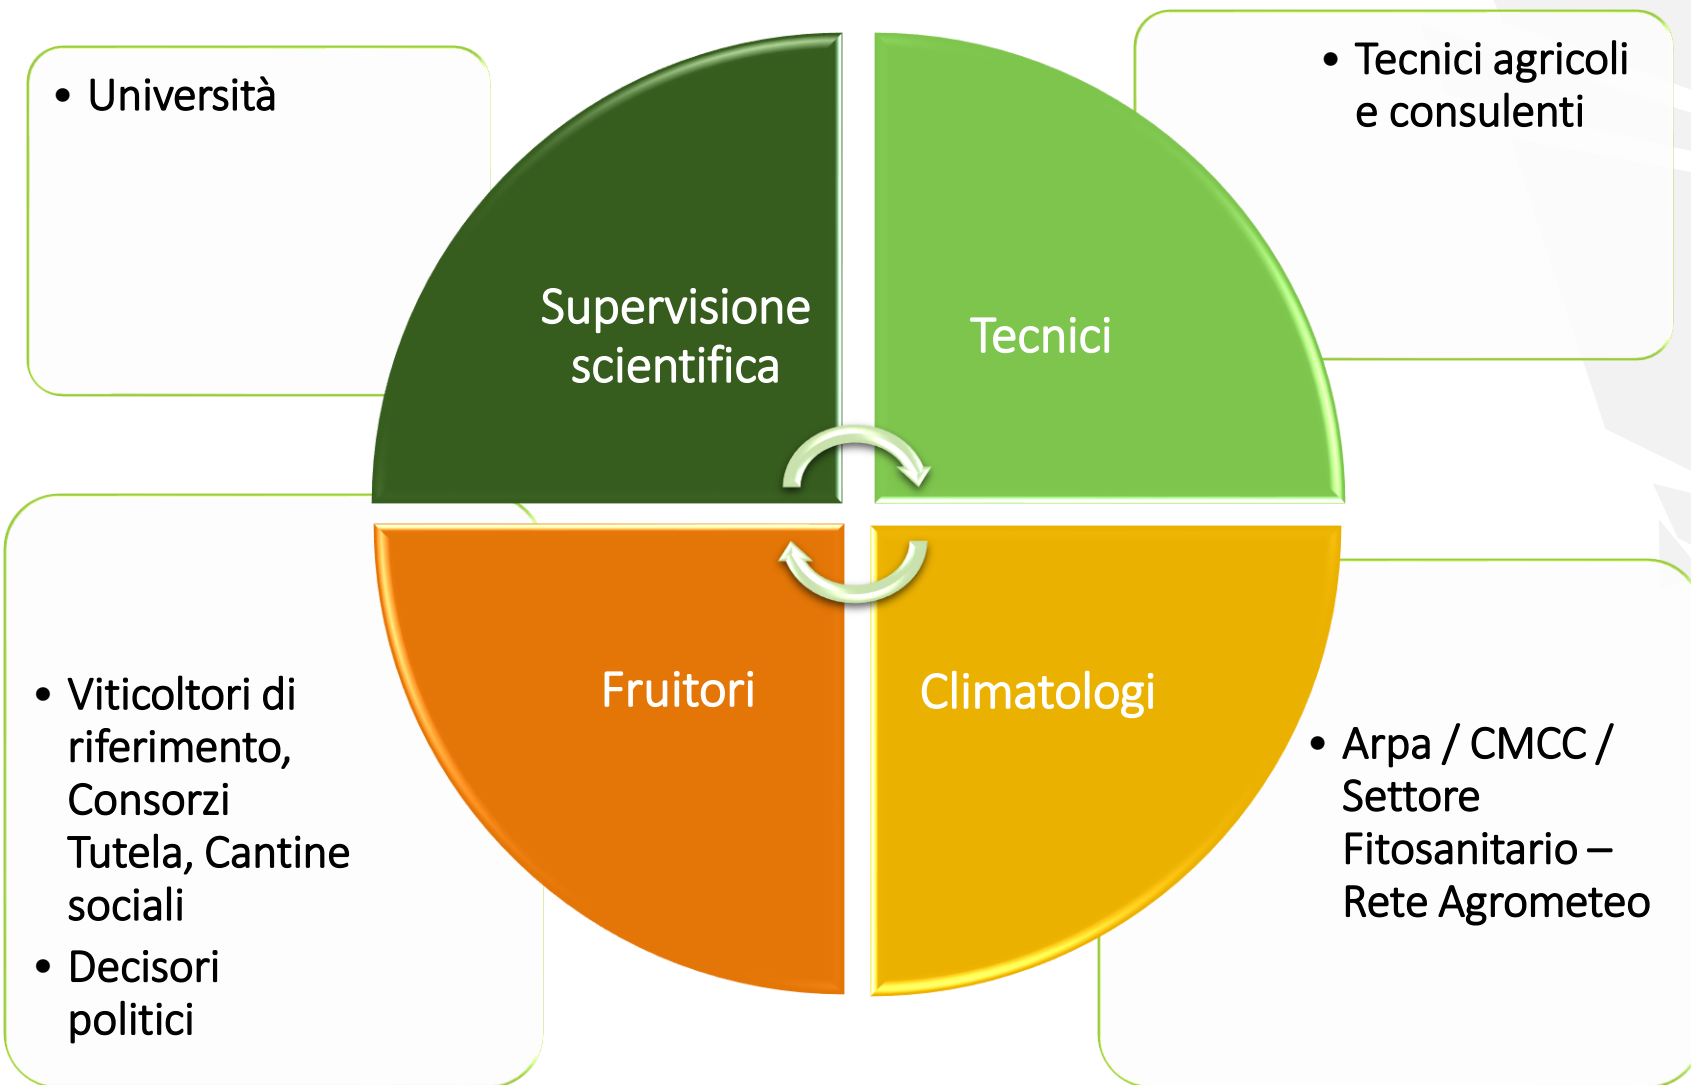 • Università
• Tecnici agricoli
e consulenti
Supervisione
scientifica
Tecnici
Fruitori
Climatologi
• Viticoltori di
riferimento,
Consorzi
Tutela, Cantine
sociali
• Decisori
politici
• Arpa / CMCC /
Settore
Fitosanitario –
Rete Agrometeo